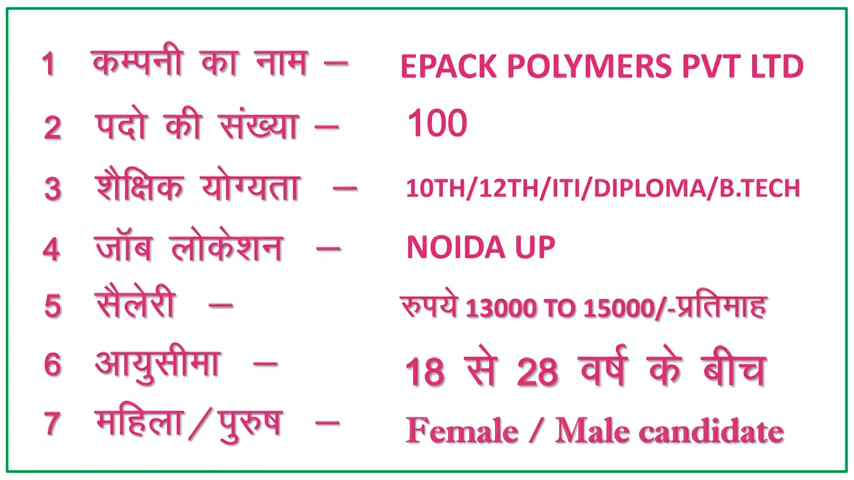 1 कम्पनी का नाम – EPACK POLYMERS PVT LTD
2 पदो की संख्या – 100
3 शैक्षिक योग्यता – 10TH/12TH/ITI/DIPLOMA/B.TECH
4 जॉब लोकेशन – NOIDA UP
5 सैलेरी – रुपये 13000 TO 15000/-प्रतिमाह
6 आयुसीमा – 18 से 28 वर्ष के बीच
7 महिला/पुरुष – Female / Male candidate